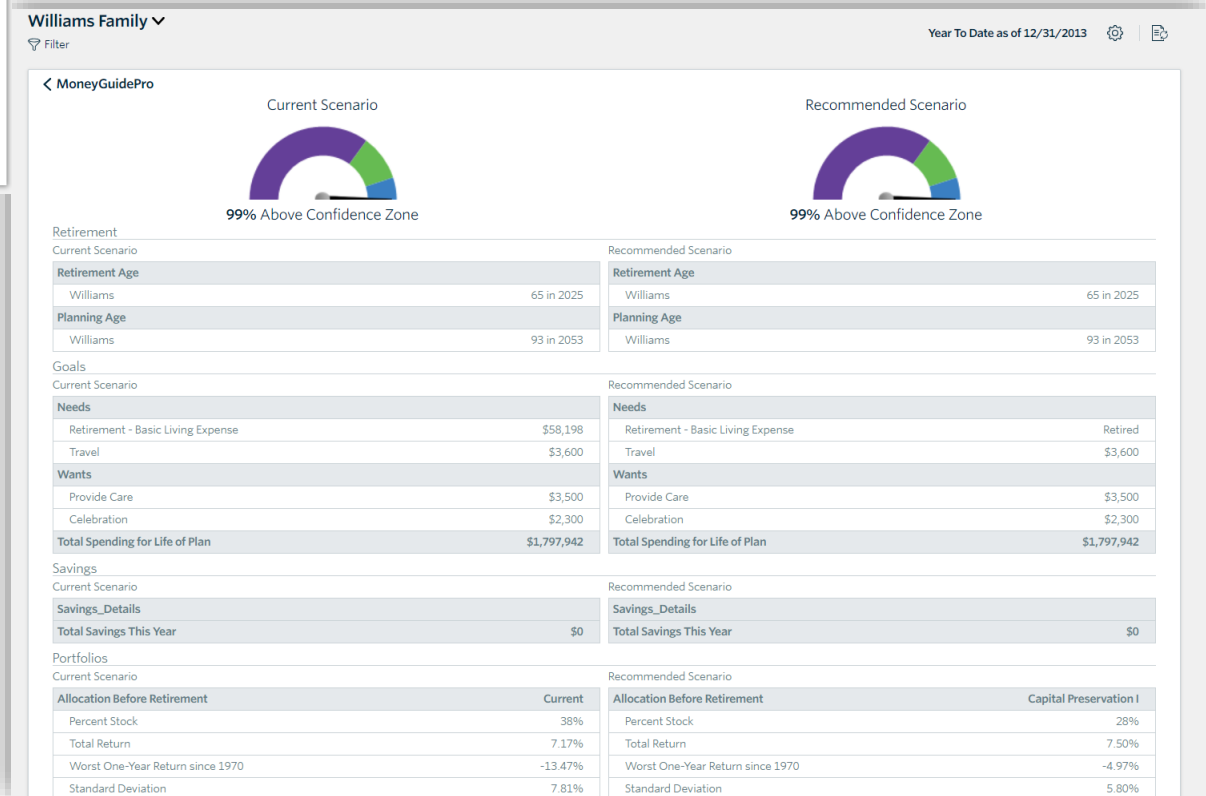 Williams Family
Filter
Year To Date as of 12/31/2013
MoneyGuidePro
Current Scenario Recommended Scenario
99% Above Confidence Zone 99% Above Confidence Zone
Retirement
Current Scenario Recommended Scenario
Retirement Age Retirement Age
Williams 65 in 2025 Williams 65 in 2025
Planning Age Planning Age
Williams 93 in 2053 Williams 93 in 2053
Goals
Current Scenario Recommended Scenario
Needs Needs
Retirement - Basic Living Expense $58,198 Retirement - Basic Living Expense Retired
Travel $3,600 Travel $3,600
Wants Wants
Provide Care $3,500 Provide Care $3,500
Celebration $2,300 Celebration $2,300
Total Spending for Life of Plan $1,797,942 Total Spending for Life of Plan $1,797,942
Savings
Current Scenario Recommended Scenario
Savings_Details Savings_Details
Total Savings This Year $0 Total Savings This Year $0
Portfolios
Current Scenario Recommended Scenario
Allocation Before Retirement Current Allocation Before Retirement Capital Preservation I
Percent Stock 38% Percent Stock 28%
Total Return 7.17% Total Return 7.50%
Worst One-Year Return since 1970 -13.47% Worst One-Year Return since 1970 -4.97%
Standard Deviation 7.81% Standard Deviation 5.80%